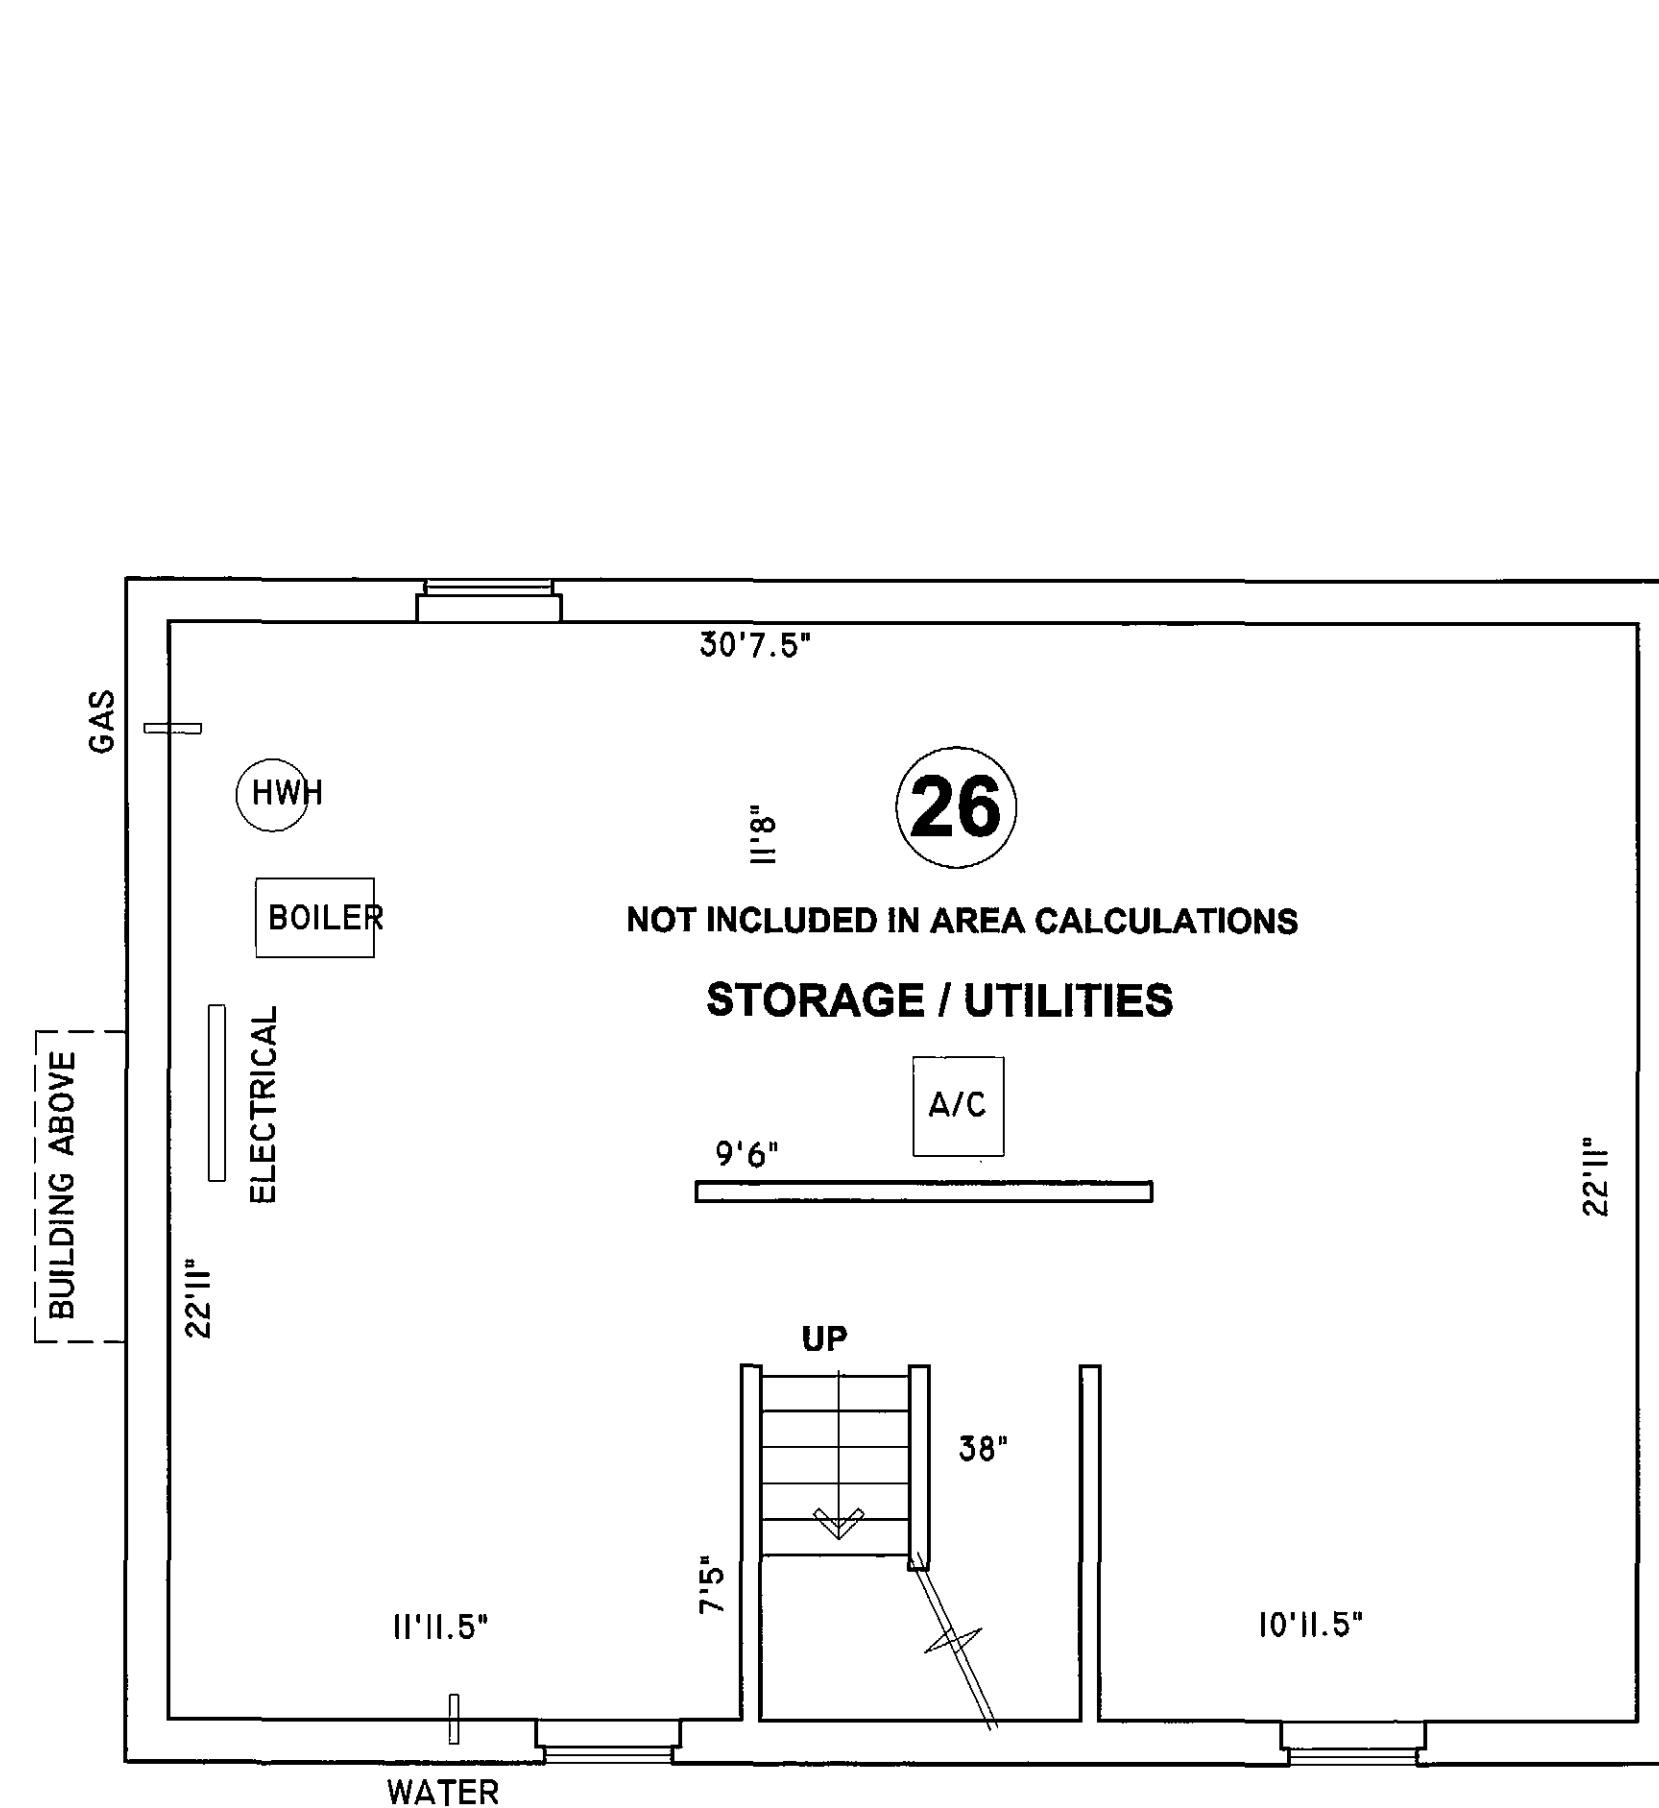 30'7.5"
GAS
HWH
26
11'8"
BOILER
NOT INCLUDED IN AREA CALCULATIONS
STORAGE / UTILITIES
ELECTRICAL
BUILDING ABOVE
A/C
9'6"
22'11"
22'11"
UP
38"
7'5"
11'11.5"
10'11.5"
WATER